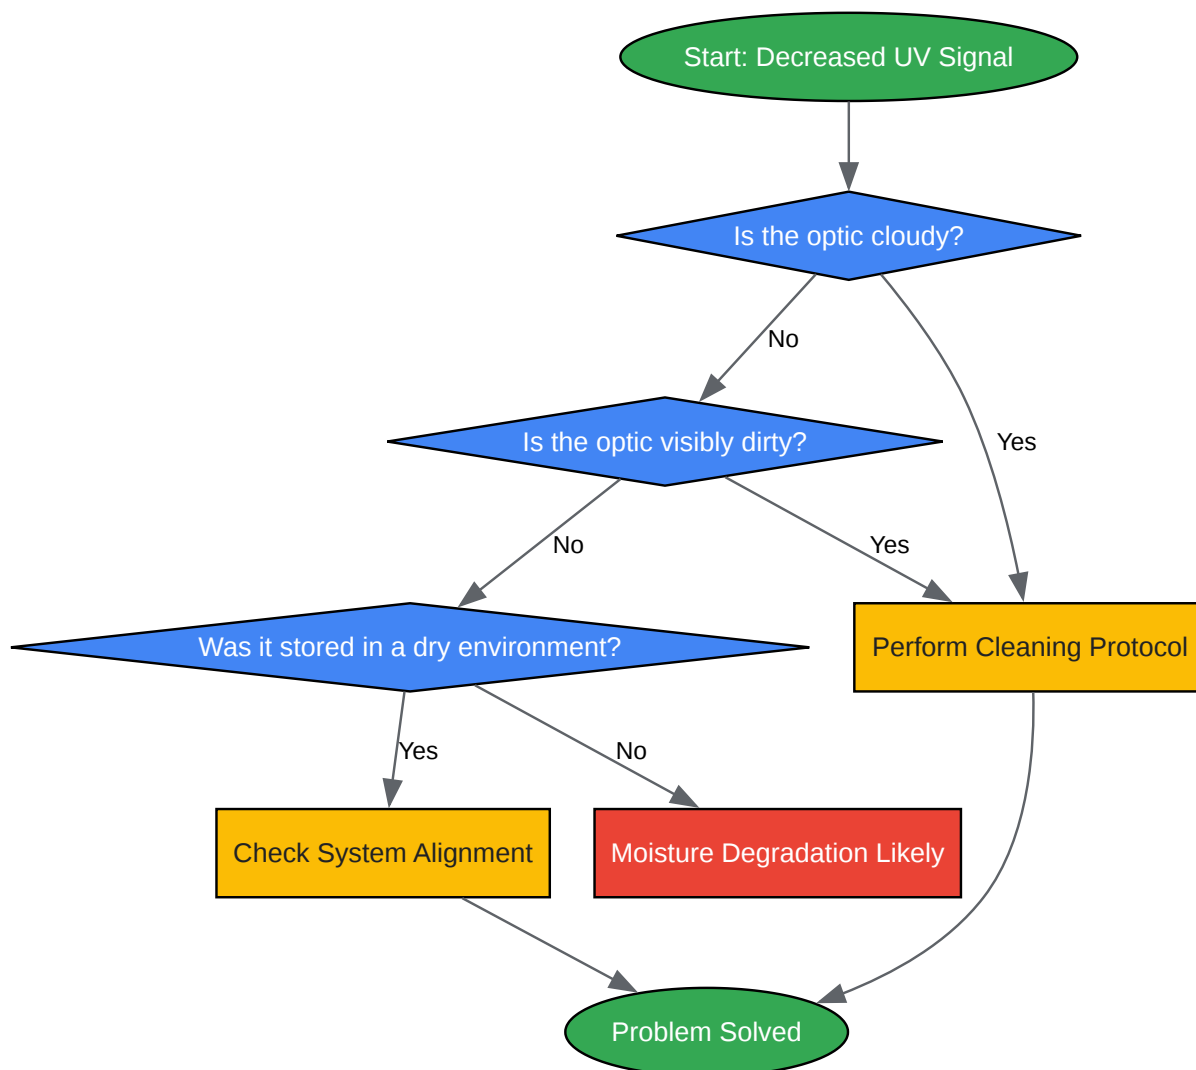 Start: Decreased UV Signal
Is the optic cloudy?
No
Is the optic visibly dirty?
Yes
No
Yes
Was it stored in a dry environment?
Perform Cleaning Protocol
Yes
No
Check System Alignment
Moisture Degradation Likely
Problem Solved